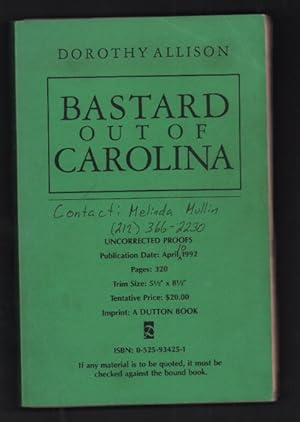 DOROTHY ALLISON
BASTARD
OUT OF
CAROLINA
Contact: Melinda Mullin
(212) 366-2230
UNCORRECTED PROOFS
Publication Date: April 1992
Pages: 320
Trim Size: 5½" x 8½"
Tentative Price: $20.00
Imprint: A DUTTON BOOK
ISBN: 0-525-93425-1
If any material is to be quoted, it must be
checked against the bound book.